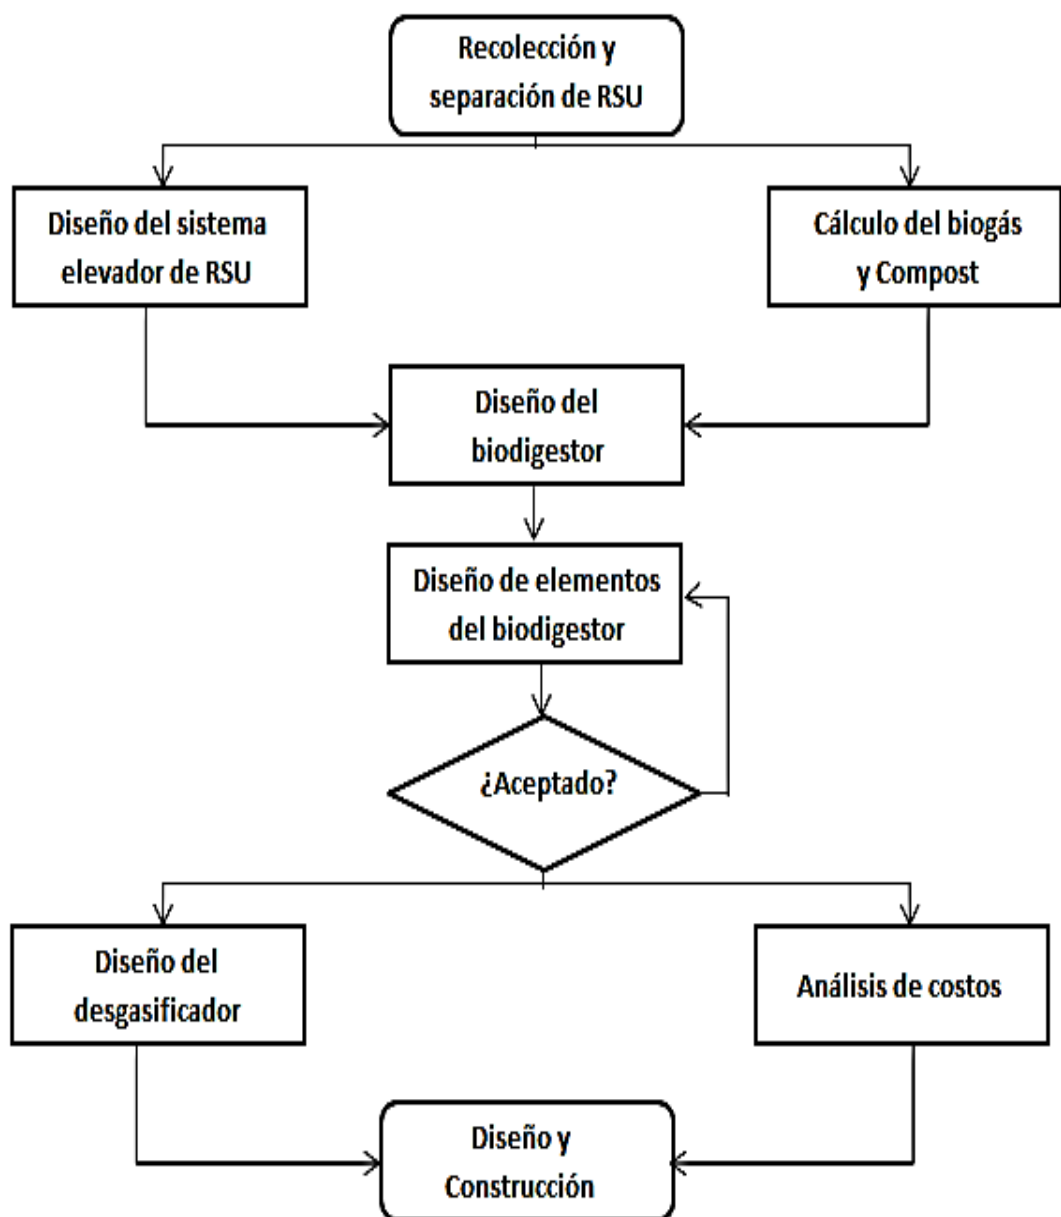 Recolección y
separación de RSU
Diseño del sistema
elevador de RSU
Cálculo del biogás
y Compost
Diseño del
biodigestor
Diseño de elementos
del biodigestor
¿Aceptado?
Diseño del
desgasificador
Análisis de costos
Diseño y
Construcción